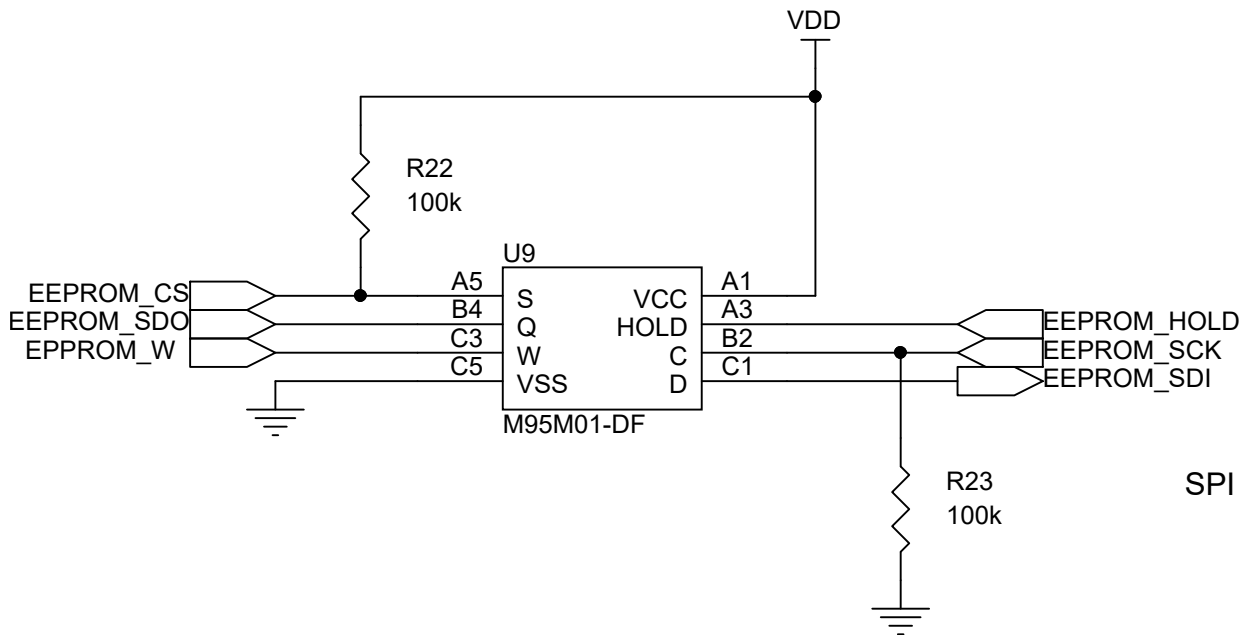 VDD
R22
100k
U9
EEPROM_CS
A5
S
VCC
A1
EEPROM_SDO
B4
Q
HOLD
A3
EEPROM_HOLD
EPPROM_W
C3
W
C
B2
EEPROM_SCK
C5
VSS
D
C1
EEPROM_SDI
M95M01-DF
R23
100k
SPI